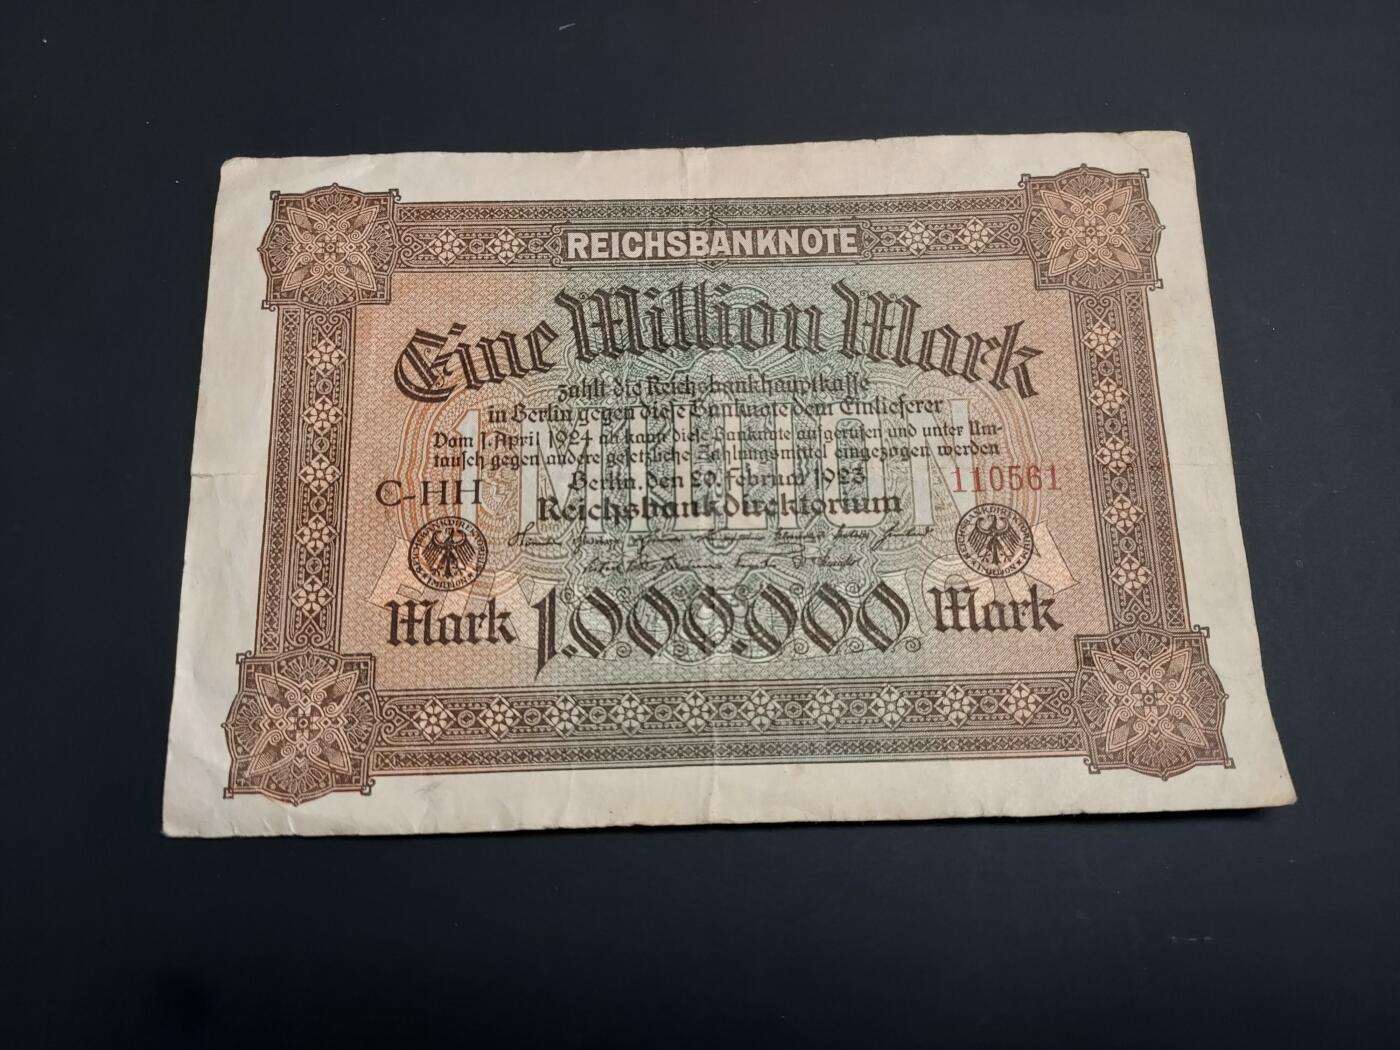 REICHSBANKNOTE
Eine Million Mark
zahlt die Reichsbankhauptkasse
in Berlin gegen diese Banknote dem Einlieferer
Vom 1. April 1924 ab kann diese Banknote aufgerufen und unter Um-
tausch gegen andere gesetzliche Zahlungsmittel eingezogen werden
Berlin, den 20. Februar 1923
C-HH 110561
Reichsbankdirektorium
Mark 1.000.000 Mark
1 MILLION